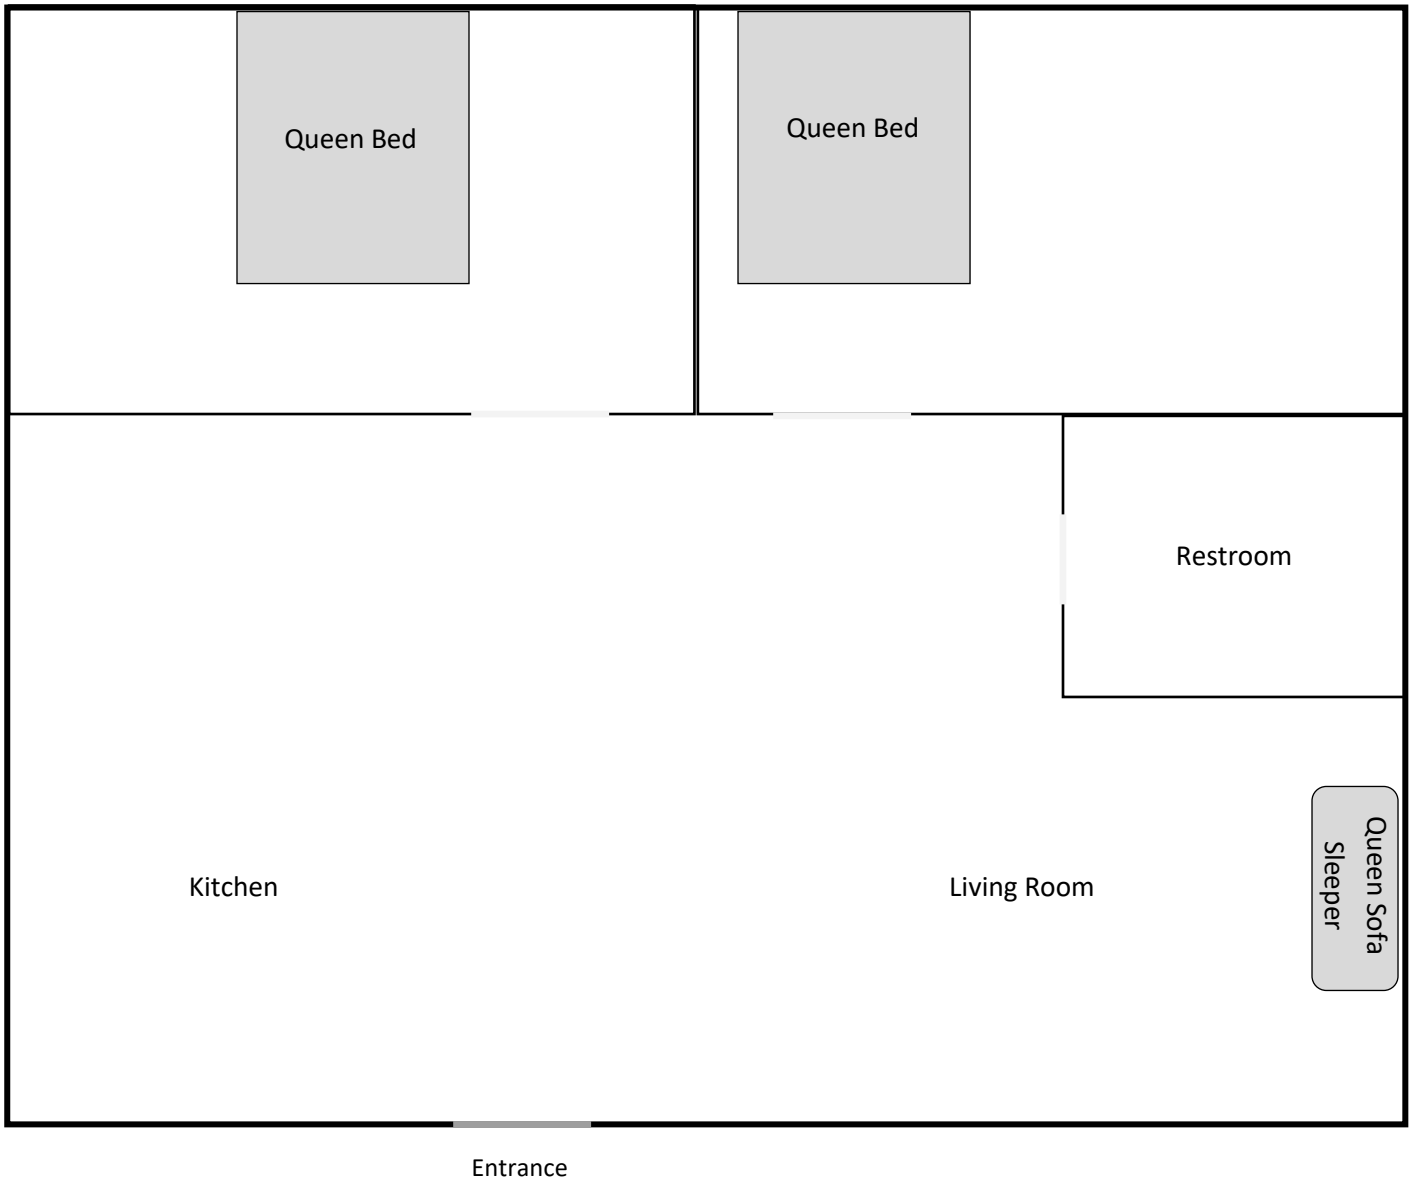 Queen Bed
Queen Bed
Restroom
Kitchen
Living Room
Queen Sofa
Sleeper
Entrance